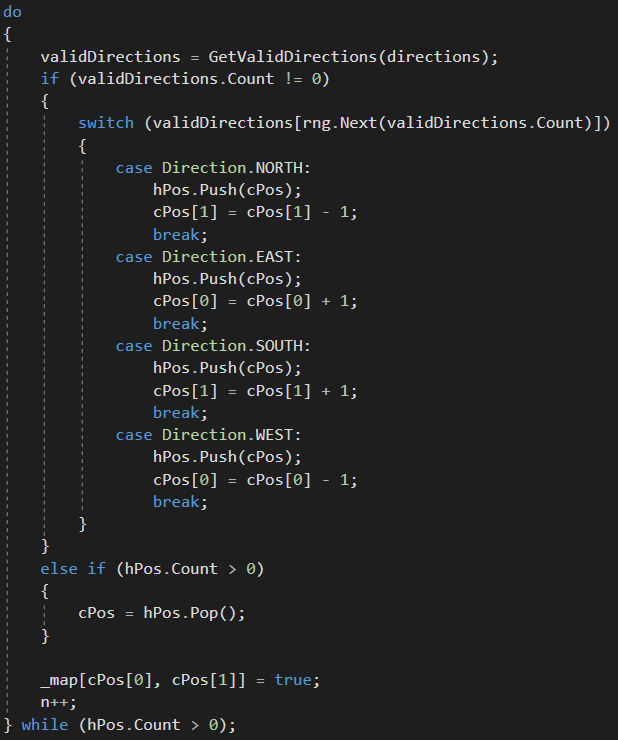 do
{
    validDirections = GetValidDirections(directions);
    if (validDirections.Count != 0)
    {
        switch (validDirections[rng.Next(validDirections.Count)])
        {
            case Direction.NORTH:
                hPos.Push(cPos);
                cPos[1] = cPos[1] - 1;
                break;
            case Direction.EAST:
                hPos.Push(cPos);
                cPos[0] = cPos[0] + 1;
                break;
            case Direction.SOUTH:
                hPos.Push(cPos);
                cPos[1] = cPos[1] + 1;
                break;
            case Direction.WEST:
                hPos.Push(cPos);
                cPos[0] = cPos[0] - 1;
                break;
        }
    }
    else if (hPos.Count > 0)
    {
        cPos = hPos.Pop();
    }

    _map[cPos[0], cPos[1]] = true;
    n++;
} while (hPos.Count > 0);